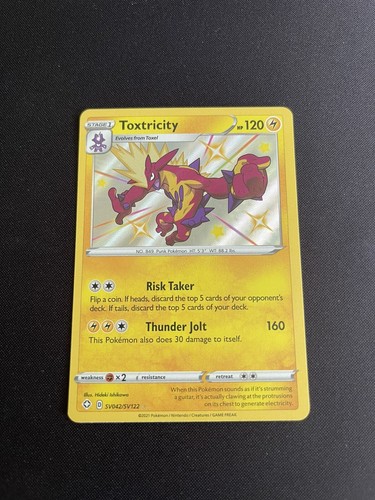 STAGE 1
Toxtricity
HP 120
Evolves from Toxel
NO. 849 Punk Pokémon HT: 5'3" WT: 88.2 lbs.
Risk Taker
Flip a coin. If heads, discard the top 5 cards of your opponent's
deck. If tails, discard the top 5 cards of your deck.
Thunder Jolt 160
This Pokémon also does 30 damage to itself.
weakness ×2 resistance retreat
Illus. Hideki Ishikawa
When this Pokémon sounds as if it's strumming
a guitar, it's actually clawing at the protrusions
on its chest to generate electricity.
D SV042/SV122
©2021 Pokémon / Nintendo / Creatures / GAME FREAK